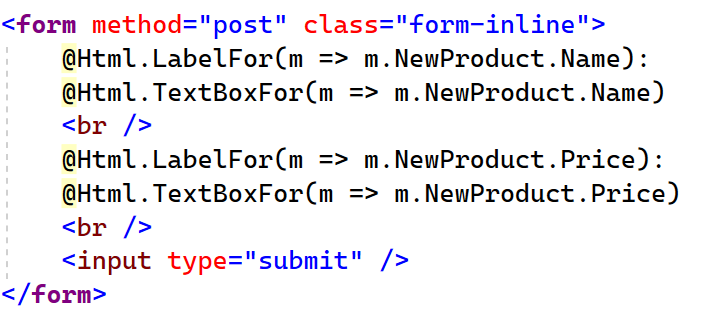 <form method="post" class="form-inline">
    @Html.LabelFor(m => m.NewProduct.Name):
    @Html.TextBoxFor(m => m.NewProduct.Name)
    <br />
    @Html.LabelFor(m => m.NewProduct.Price):
    @Html.TextBoxFor(m => m.NewProduct.Price)
    <br />
    <input type="submit" />
</form>